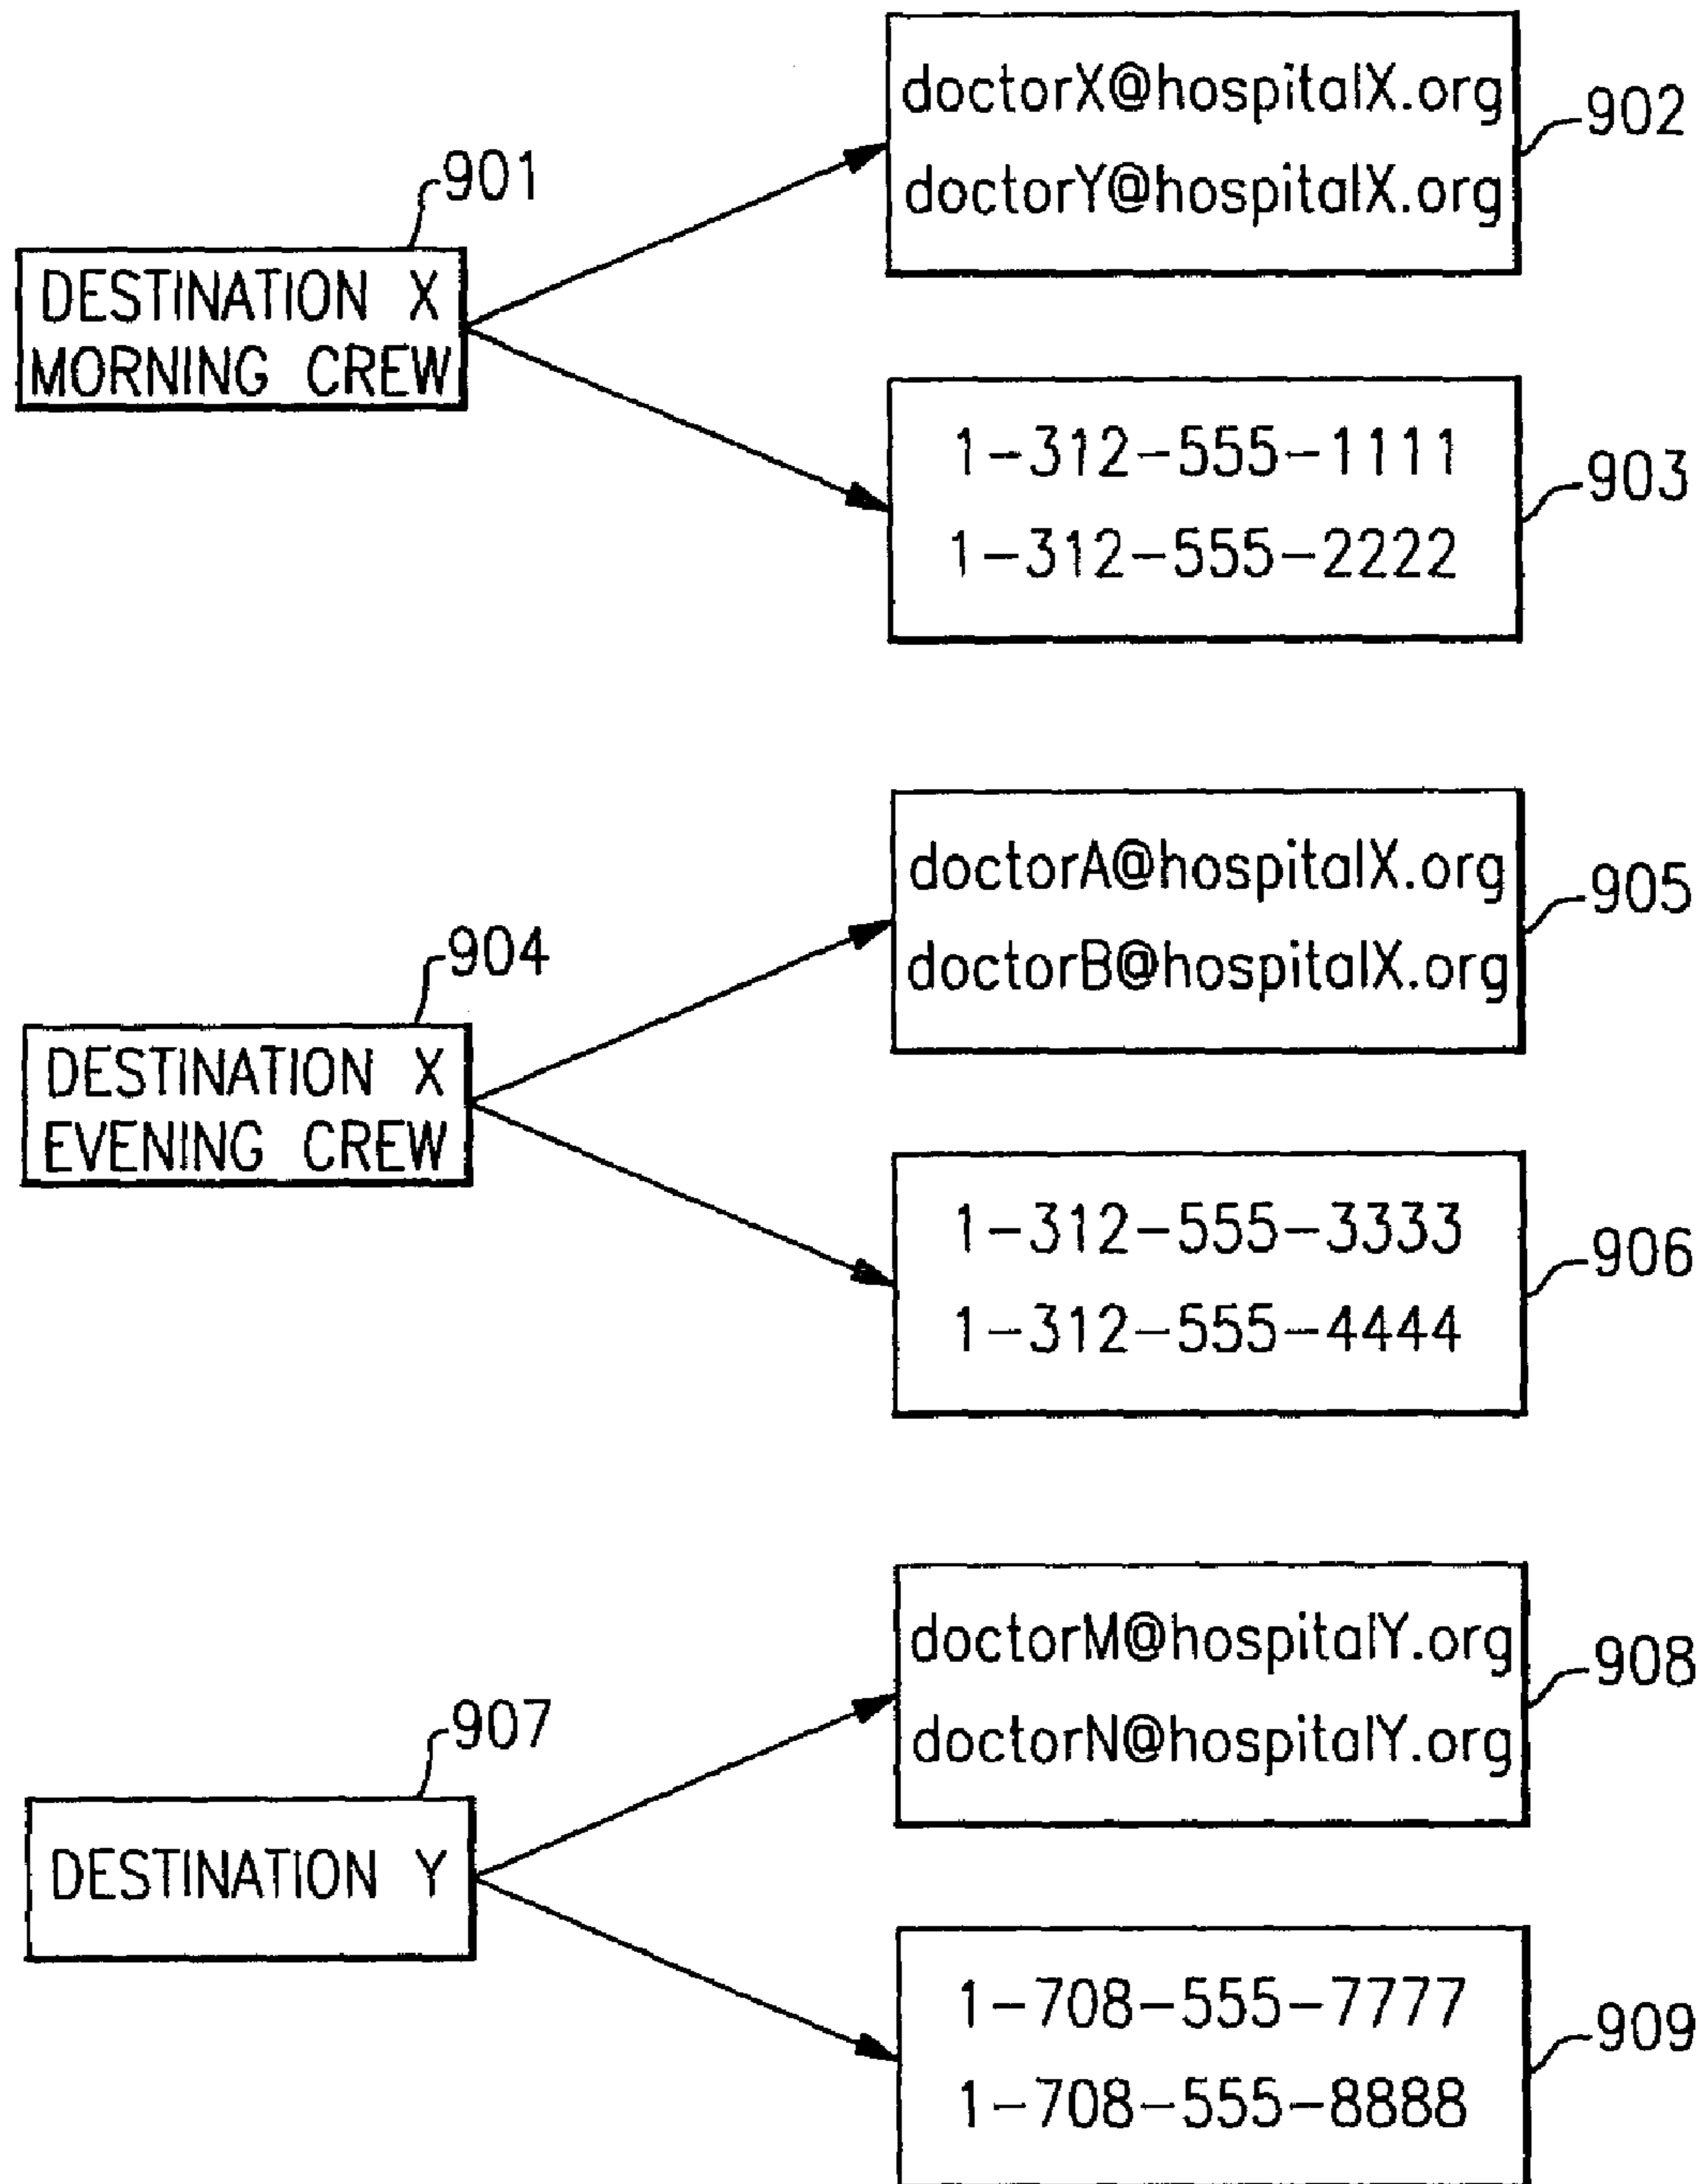 doctorX@hospitalX.org
doctorY@hospitalX.org
902
901
DESTINATION X
MORNING CREW
1-312-555-1111
1-312-555-2222
903
doctorA@hospitalX.org
doctorB@hospitalX.org
905
904
DESTINATION X
EVENING CREW
1-312-555-3333
1-312-555-4444
906
doctorM@hospitalY.org
doctorN@hospitalY.org
908
907
DESTINATION Y
1-708-555-7777
1-708-555-8888
909